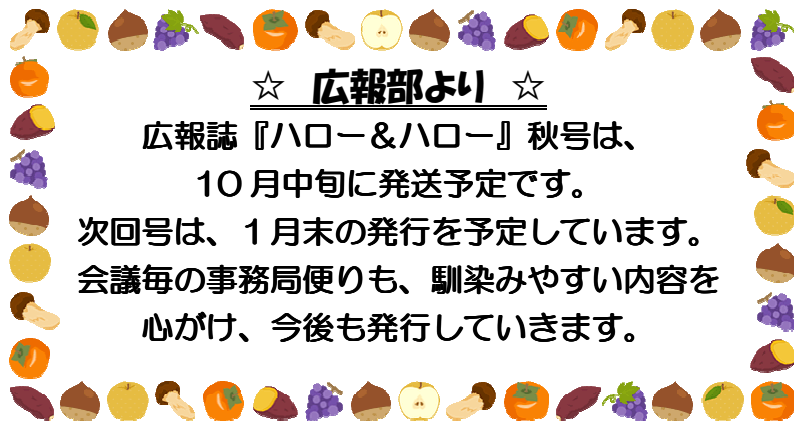 ☆　広報部より　☆
広報誌『ハロー＆ハロー』秋号は、
10月中旬に発送予定です。
次回号は、１月末の発行を予定しています。
会議毎の事務局便りも、馴染みやすい内容を
心がけ、今後も発行していきます。